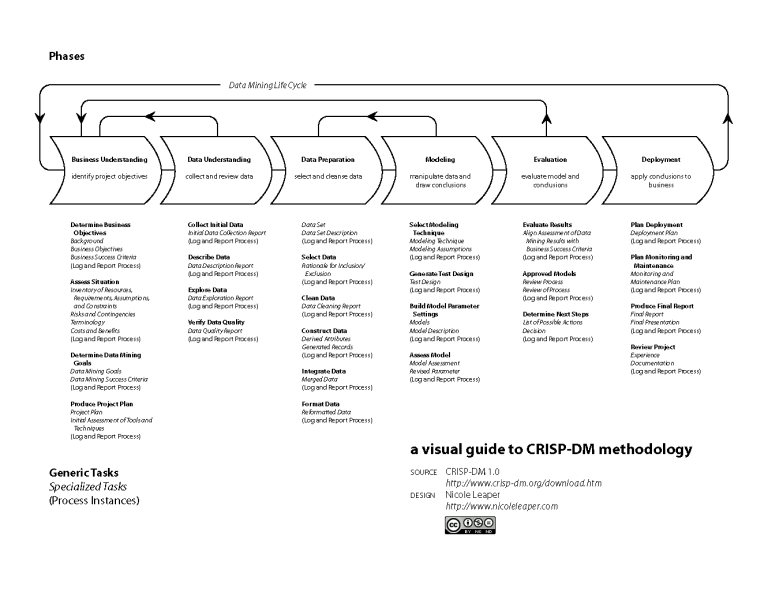 Phases
Data Mining Life Cycle
Business Understanding
identify project objectives
Data Understanding
collect and review data
Data Preparation
select and cleanse data
Modeling
manipulate data and
draw conclusions
Evaluation
evaluate model and
conclusions
Deployment
apply conclusions to
business
Determine Business
Objectives
Background
Business Objectives
Business Success Criteria
(Log and Report Process)
Assess Situation
Inventory of Resources,
Requirements, Assumptions,
and Constraints
Risks and Contingencies
Terminology
Costs and Benefits
(Log and Report Process)
Determine Data Mining
Goals
Data Mining Goals
Data Mining Success Criteria
(Log and Report Process)
Produce Project Plan
Project Plan
Initial Assessment of Tools and
Techniques
(Log and Report Process)
Collect Initial Data
Initial Data Collection Report
(Log and Report Process)
Describe Data
Data Description Report
(Log and Report Process)
Explore Data
Data Exploration Report
(Log and Report Process)
Verify Data Quality
Data Quality Report
(Log and Report Process)
Data Set
Data Set Description
(Log and Report Process)
Select Data
Rationale for Inclusion/
Exclusion
(Log and Report Process)
Clean Data
Data Cleaning Report
(Log and Report Process)
Construct Data
Derived Attributes
Generated Records
(Log and Report Process)
Integrate Data
Merged Data
(Log and Report Process)
Format Data
Reformatted Data
(Log and Report Process)
Select Modeling
Technique
Modeling Technique
Modeling Assumptions
(Log and Report Process)
Generate Test Design
Test Design
(Log and Report Process)
Build Model Parameter
Settings
Models
Model Description
(Log and Report Process)
Assess Model
Model Assessment
Revised Parameter
(Log and Report Process)
Evaluate Results
Align Assessment of Data
Mining Results with
Business Success Criteria
(Log and Report Process)
Approved Models
Review Process
Review of Process
(Log and Report Process)
Determine Next Steps
List of Possible Actions
Decision
(Log and Report Process)
Plan Deployment
Deployment Plan
(Log and Report Process)
Plan Monitoring and
Maintenance
Monitoring and
Maintenance Plan
(Log and Report Process)
Produce Final Report
Final Report
Final Presentation
(Log and Report Process)
Review Project
Experience
Documentation
(Log and Report Process)
Generic Tasks
Specialized Tasks
(Process Instances)
a visual guide to CRISP-DM methodology
SOURCE CRISP-DM 1.0
http://www.crisp-dm.org/download.htm
DESIGN Nicole Leaper
http://www.nicoleleaper.com
cc BY NC ND